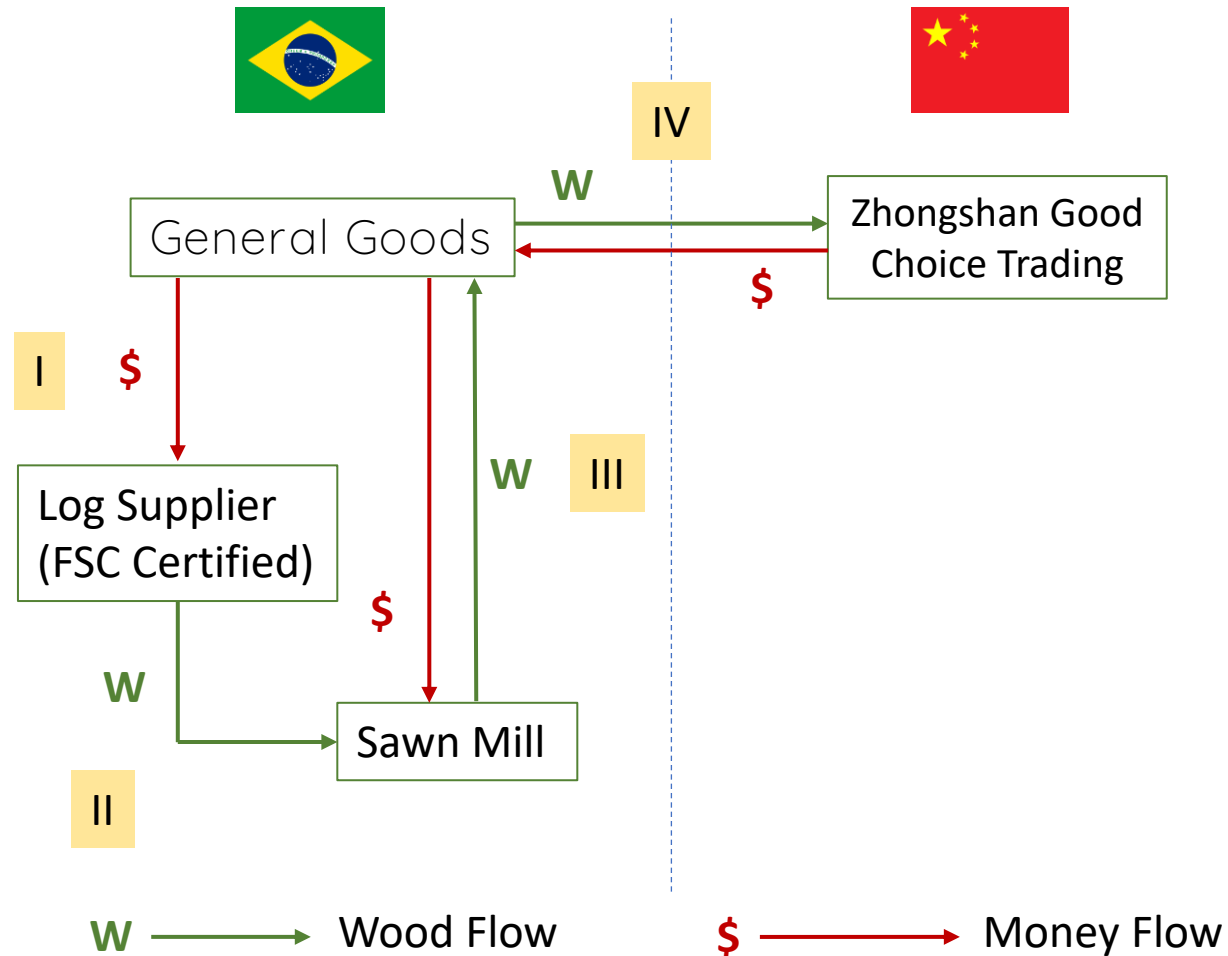 IV
W
General Goods
Zhongshan Good
Choice Trading
$
I
$
W
III
Log Supplier
(FSC Certified)
$
W
Sawn Mill
II
W Wood Flow
$ Money Flow